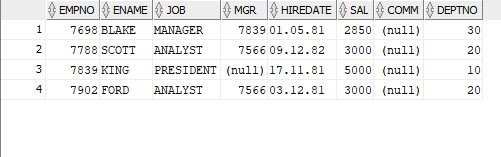 EMPNO ENAME JOB MGR HIREDATE SAL COMM DEPTNO
1 7698 BLAKE MANAGER 7839 01.05.81 2850 (null) 30
2 7788 SCOTT ANALYST 7566 09.12.82 3000 (null) 20
3 7839 KING PRESIDENT (null) 17.11.81 5000 (null) 10
4 7902 FORD ANALYST 7566 03.12.81 3000 (null) 20